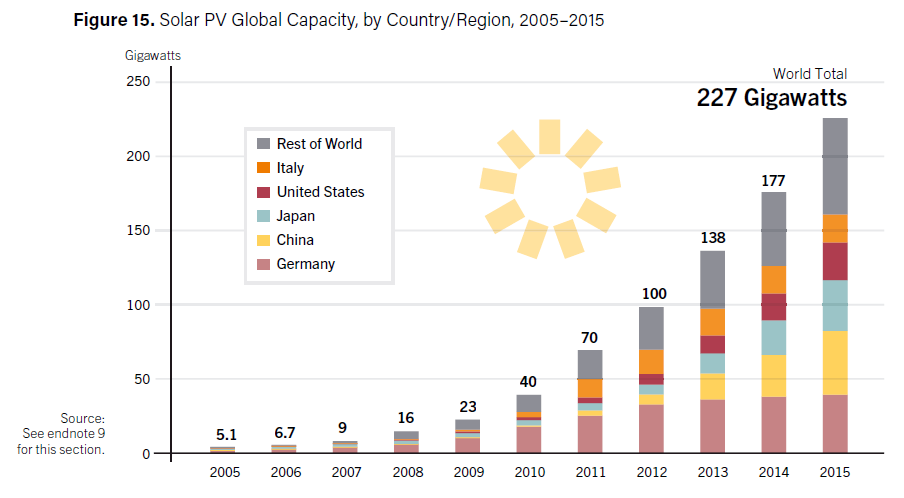 Figure 15. Solar PV Global Capacity, by Country/Region, 2005–2015
Gigawatts
World Total
227 Gigawatts
250
200
150
100
50
0
Rest of World
Italy
United States
Japan
China
Germany
5.1
6.7
9
16
23
40
70
100
138
177
Source:
See endnote 9
for this section.
2005 2006 2007 2008 2009 2010 2011 2012 2013 2014 2015